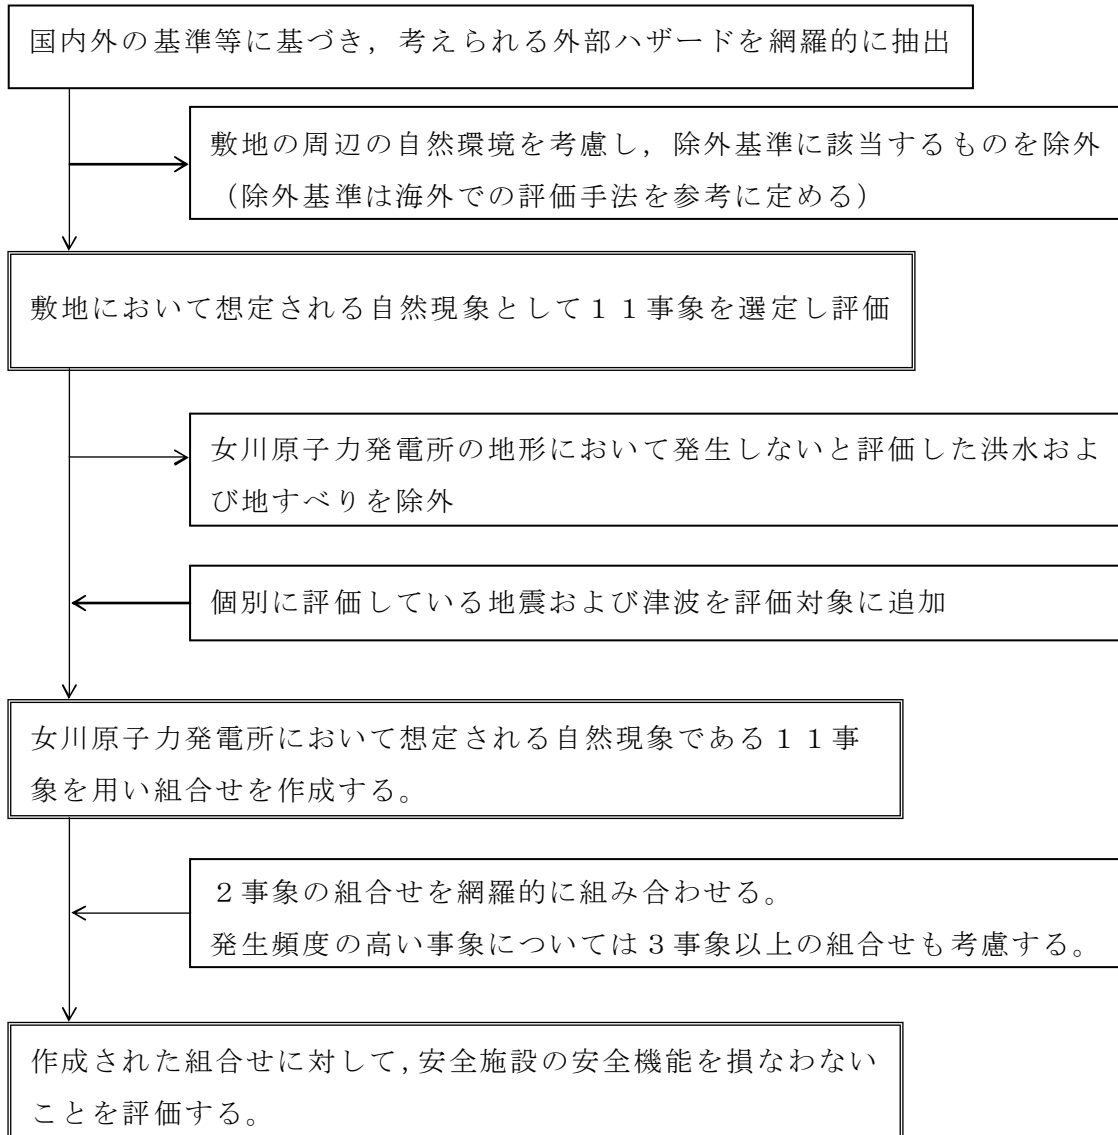 国内外の基準等に基づき，考えられる外部ハザードを網羅的に抽出
敷地の周辺の自然環境を考慮し，除外基準に該当するものを除外
（除外基準は海外での評価手法を参考に定める）
敷地において想定される自然現象として１１事象を選定し評価
女川原子力発電所の地形において発生しないと評価した洪水およ
び地すべりを除外
個別に評価している地震および津波を評価対象に追加
女川原子力発電所において想定される自然現象である１１事
象を用い組合せを作成する。
２事象の組合せを網羅的に組み合わせる。
発生頻度の高い事象については３事象以上の組合せも考慮する。
作成された組合せに対して,安全施設の安全機能を損なわない
ことを評価する。